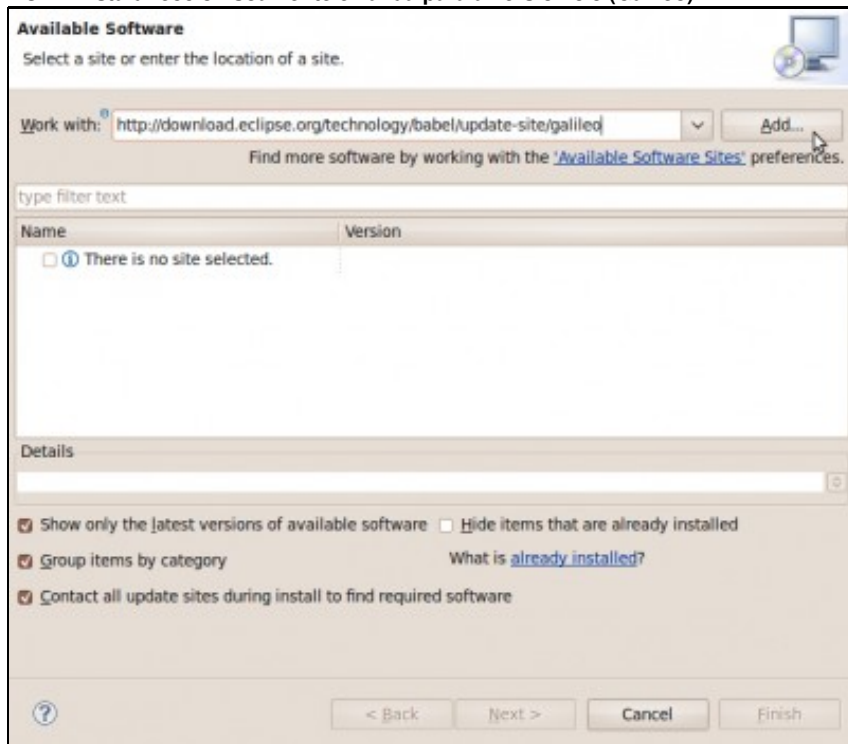 Available Software
Select a site or enter the location of a site.
Work with: http://download.eclipse.org/technology/babel/update-site/galileo Add...
Find more software by working with the 'Available Software Sites' preferences.
type filter text
Name Version
There is no site selected.
Details
Show only the latest versions of available software Hide items that are already installed
Group items by category What is already installed?
Contact all update sites during install to find required software
? < Back Next > Cancel Finish